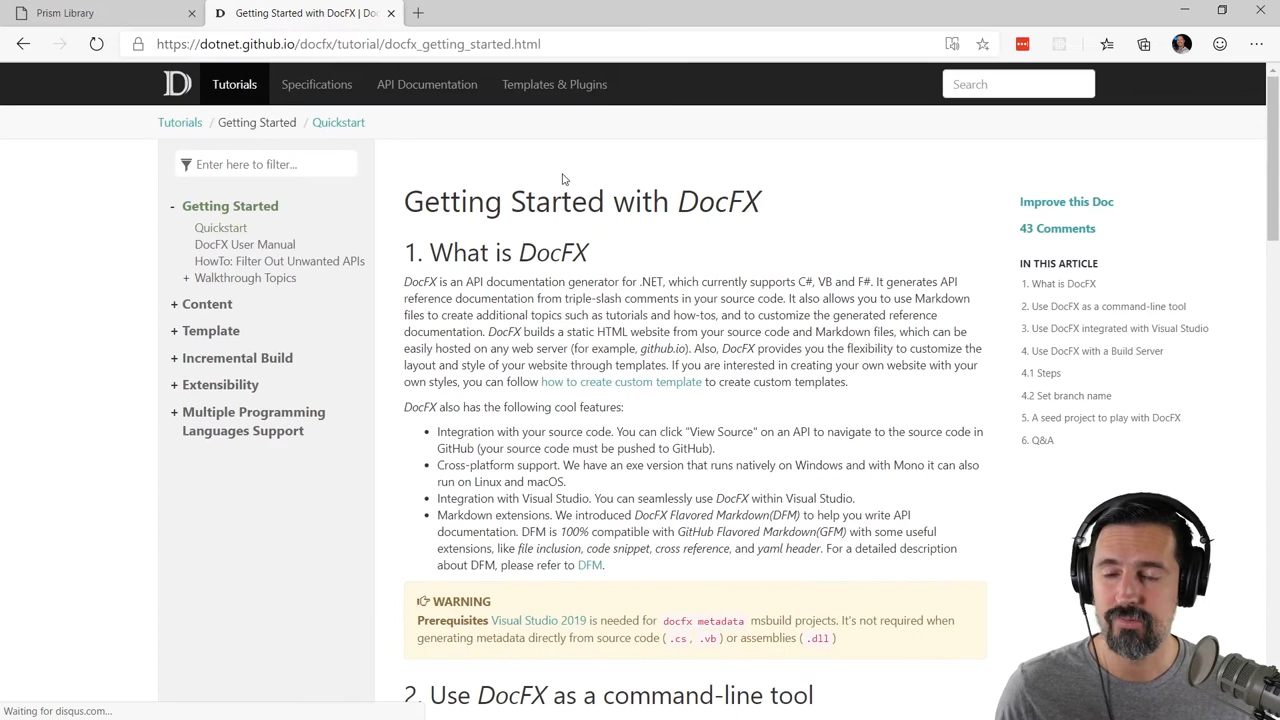 Prism Library
D Getting Started with DocFX | Doc
https://dotnet.github.io/docfx/tutorial/docfx_getting_started.html
D Tutorials Specifications API Documentation Templates & Plugins Search
Tutorials / Getting Started / Quickstart
Enter here to filter...
- Getting Started
Quickstart
DocFX User Manual
HowTo: Filter Out Unwanted APIs
+ Walkthrough Topics
+ Content
+ Template
+ Incremental Build
+ Extensibility
+ Multiple Programming
Languages Support
Getting Started with DocFX
1. What is DocFX
DocFX is an API documentation generator for .NET, which currently supports C#, VB and F#. It generates API
reference documentation from triple-slash comments in your source code. It also allows you to use Markdown
files to create additional topics such as tutorials and how-tos, and to customize the generated reference
documentation. DocFX builds a static HTML website from your source code and Markdown files, which can be
easily hosted on any web server (for example, github.io). Also, DocFX provides you the flexibility to customize the
layout and style of your website through templates. If you are interested in creating your own website with your
own styles, you can follow how to create custom template to create custom templates.
DocFX also has the following cool features:
• Integration with your source code. You can click "View Source" on an API to navigate to the source code in
GitHub (your source code must be pushed to GitHub).
• Cross-platform support. We have an exe version that runs natively on Windows and with Mono it can also
run on Linux and macOS.
• Integration with Visual Studio. You can seamlessly use DocFX within Visual Studio.
• Markdown extensions. We introduced DocFX Flavored Markdown(DFM) to help you write API
documentation. DFM is 100% compatible with GitHub Flavored Markdown(GFM) with some useful
extensions, like file inclusion, code snippet, cross reference, and yaml header. For a detailed description
about DFM, please refer to DFM.
WARNING
Prerequisites Visual Studio 2019 is needed for docfx metadata msbuild projects. It's not required when
generating metadata directly from source code (.cs, .vb) or assemblies (.dll)
2. Use DocFX as a command-line tool
Improve this Doc
43 Comments
IN THIS ARTICLE
1. What is DocFX
2. Use DocFX as a command-line tool
3. Use DocFX integrated with Visual Studio
4. Use DocFX with a Build Server
4.1 Steps
4.2 Set branch name
5. A seed project to play with DocFX
6. Q&A
Waiting for disqus.com...